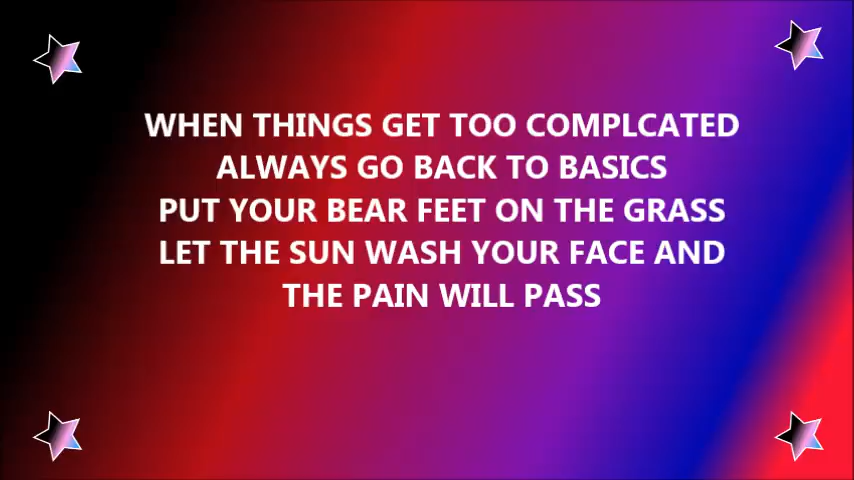 WHEN THINGS GET TOO COMPLCATED
ALWAYS GO BACK TO BASICS
PUT YOUR BEAR FEET ON THE GRASS
LET THE SUN WASH YOUR FACE AND
THE PAIN WILL PASS